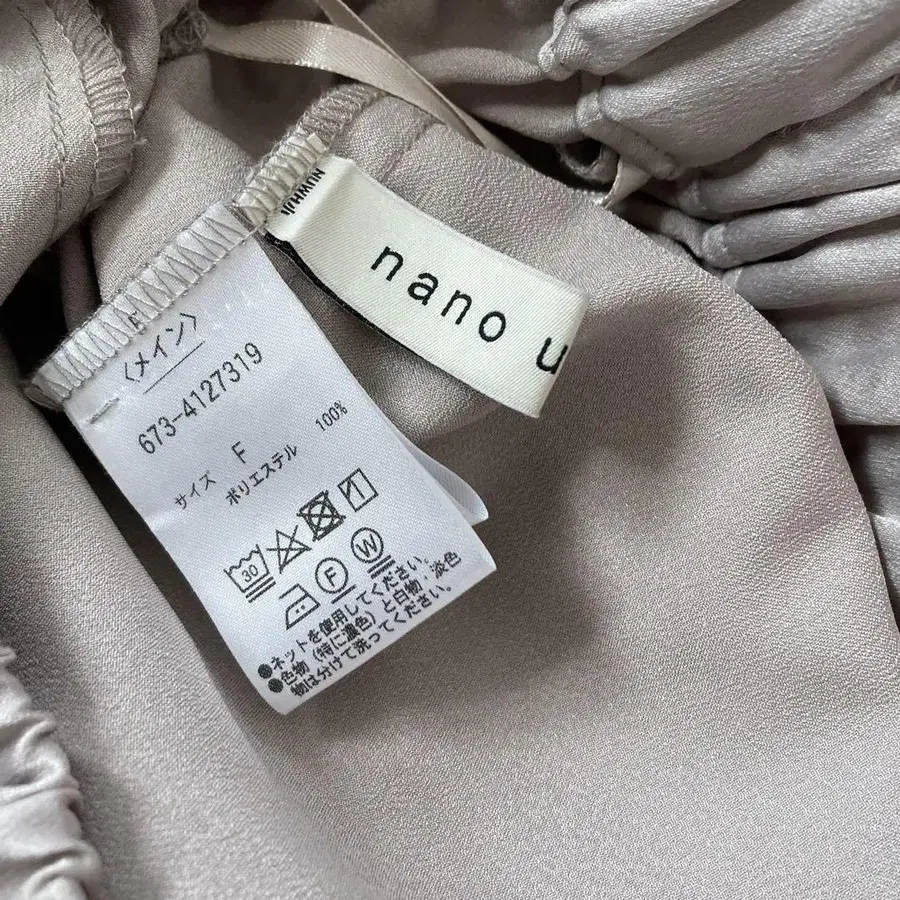 nano u
〈メイン〉
673-4127319
サイズ F
ポリエステル 100%
30
F W
●ネットを使用してください。
●色物(特に濃色)と白物・淡色
物は分けて洗ってください。